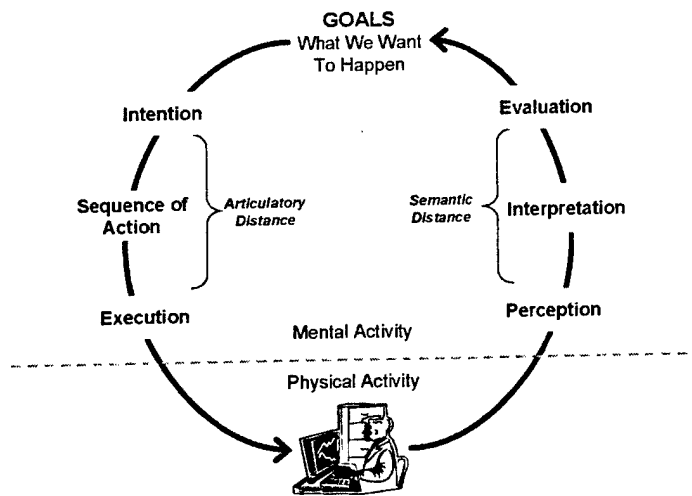 GOALS
What We Want
To Happen
Intention
Evaluation
Sequence of
Action
Articulatory
Distance
Semantic
Distance
Interpretation
Execution
Perception
Mental Activity
Physical Activity